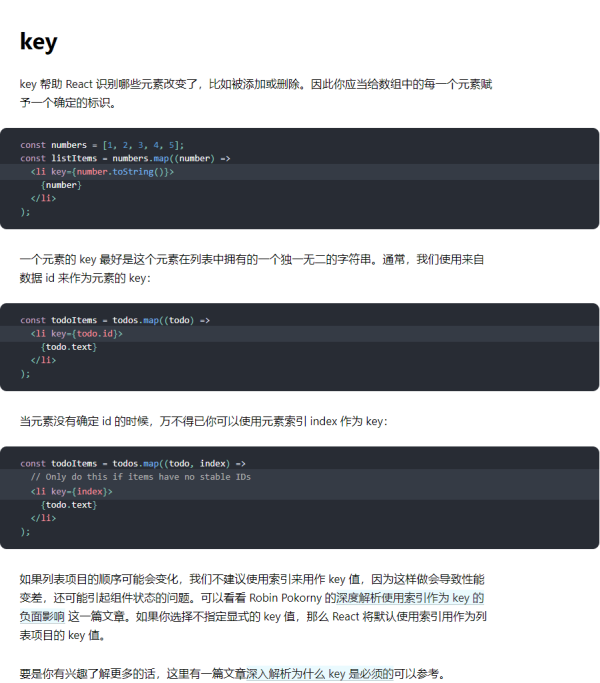 key
key 帮助 React 识别哪些元素改变了，比如被添加或删除。因此你应当给数组中的每一个元素赋
予一个确定的标识。
const numbers = [1, 2, 3, 4, 5];
const listItems = numbers.map((number) =>
  <li key={number.toString()}>
    {number}
  </li>
);
一个元素的 key 最好是这个元素在列表中拥有的一个独一无二的字符串。通常，我们使用来自
数据 id 来作为元素的 key：
const todoItems = todos.map((todo) =>
  <li key={todo.id}>
    {todo.text}
  </li>
);
当元素没有确定 id 的时候，万不得已你可以使用元素索引 index 作为 key：
const todoItems = todos.map((todo, index) =>
  // Only do this if items have no stable IDs
  <li key={index}>
    {todo.text}
  </li>
);
如果列表项目的顺序可能会变化，我们不建议使用索引来用作 key 值，因为这样做会导致性能
变差，还可能引起组件状态的问题。可以看看 Robin Pokorny 的深度解析使用索引作为 key 的
负面影响 这一篇文章。如果你选择不指定显式的 key 值，那么 React 将默认使用索引用作为列
表项目的 key 值。
要是你有兴趣了解更多的话，这里有一篇文章深入解析为什么 key 是必须的可以参考。